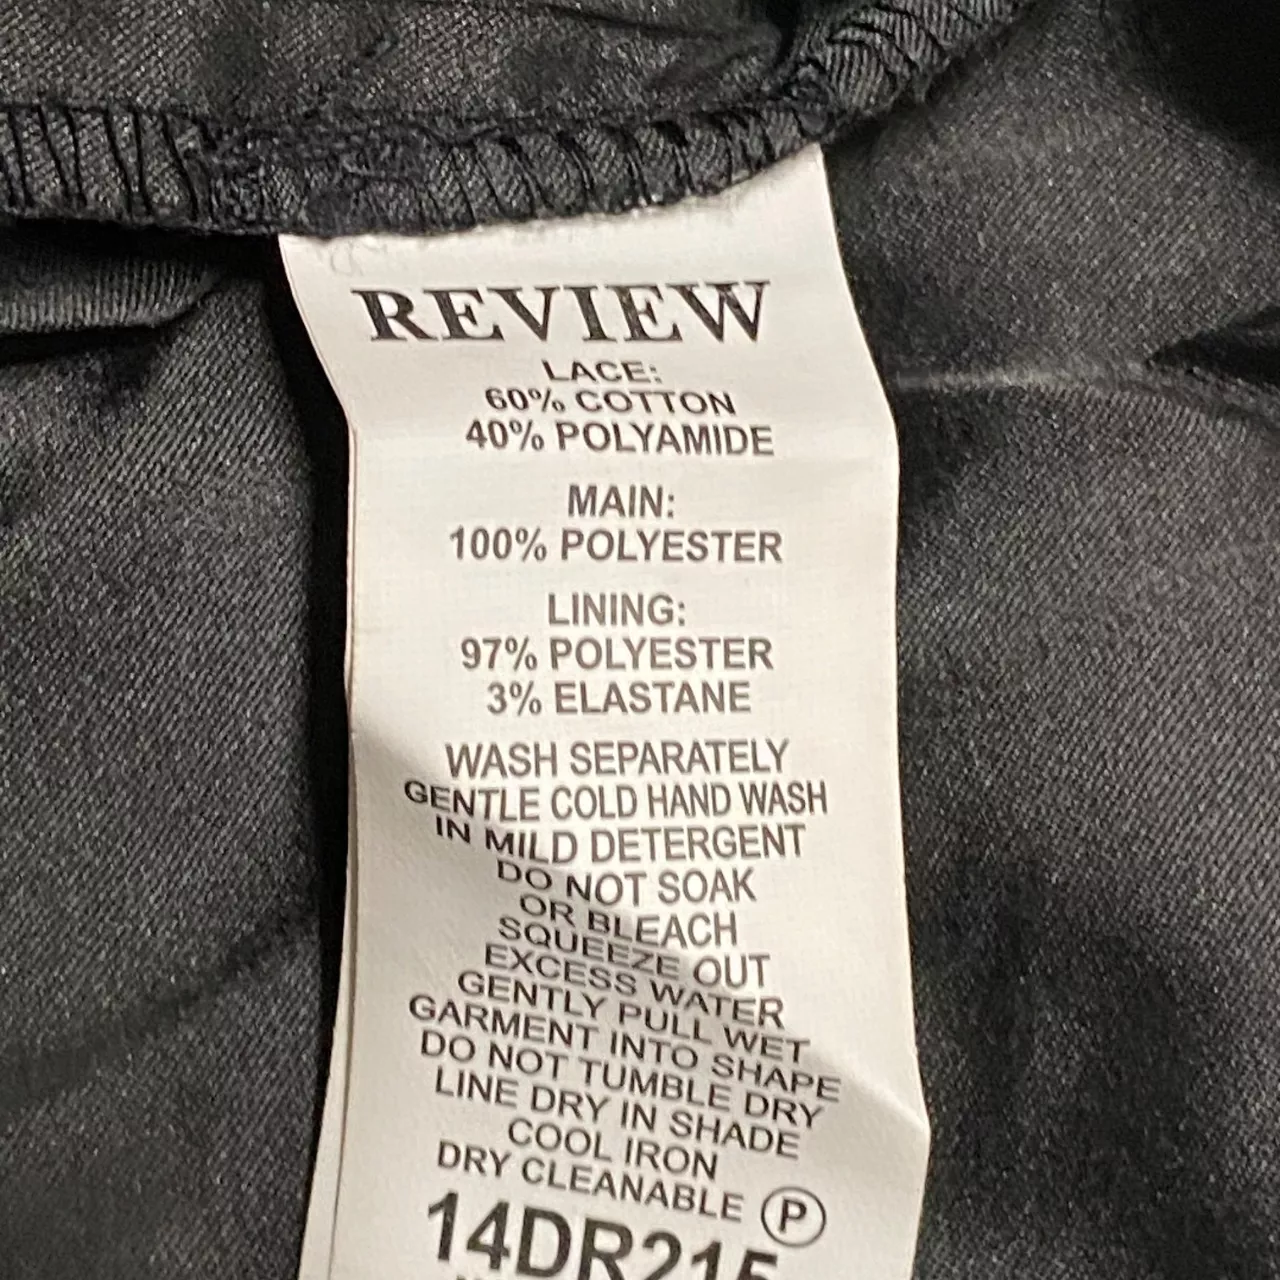 REVIEW
LACE:
60% COTTON
40% POLYAMIDE
MAIN:
100% POLYESTER
LINING:
97% POLYESTER
3% ELASTANE
WASH SEPARATELY
GENTLE COLD HAND WASH
IN MILD DETERGENT
DO NOT SOAK
OR BLEACH
SQUEEZE OUT
EXCESS WATER
GENTLY PULL WET
GARMENT INTO SHAPE
DO NOT TUMBLE DRY
LINE DRY IN SHADE
COOL IRON
DRY CLEANABLE P
14DR215